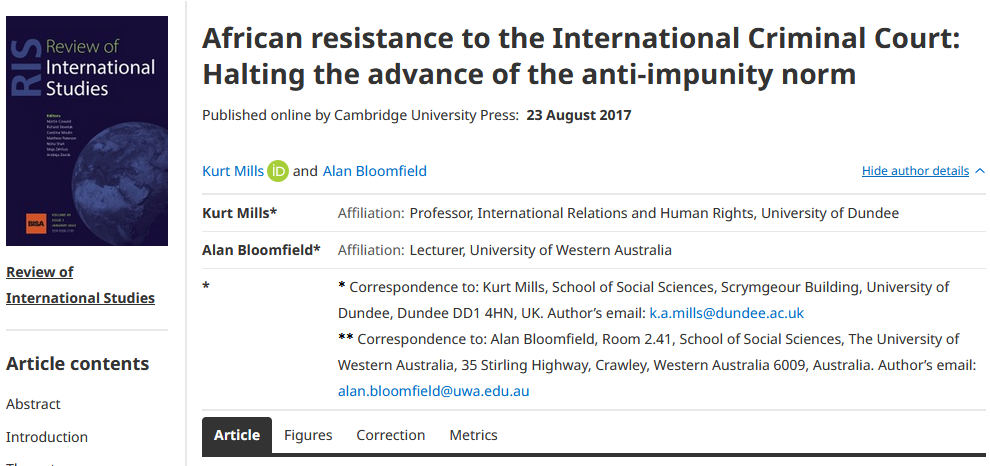 RIS
Review of
International
Studies
Editors
BISA
Review of
International Studies
Article contents
Abstract
Introduction
African resistance to the International Criminal Court:
Halting the advance of the anti-impunity norm
Published online by Cambridge University Press: 23 August 2017
Kurt Mills iD and Alan Bloomfield
Hide author details
Kurt Mills* Affiliation: Professor, International Relations and Human Rights, University of Dundee
Alan Bloomfield* Affiliation: Lecturer, University of Western Australia
* * Correspondence to: Kurt Mills, School of Social Sciences, Scrymgeour Building, University of
Dundee, Dundee DD1 4HN, UK. Author’s email: k.a.mills@dundee.ac.uk
** Correspondence to: Alan Bloomfield, Room 2.41, School of Social Sciences, The University of
Western Australia, 35 Stirling Highway, Crawley, Western Australia 6009, Australia. Author’s email:
alan.bloomfield@uwa.edu.au
Article Figures Correction Metrics